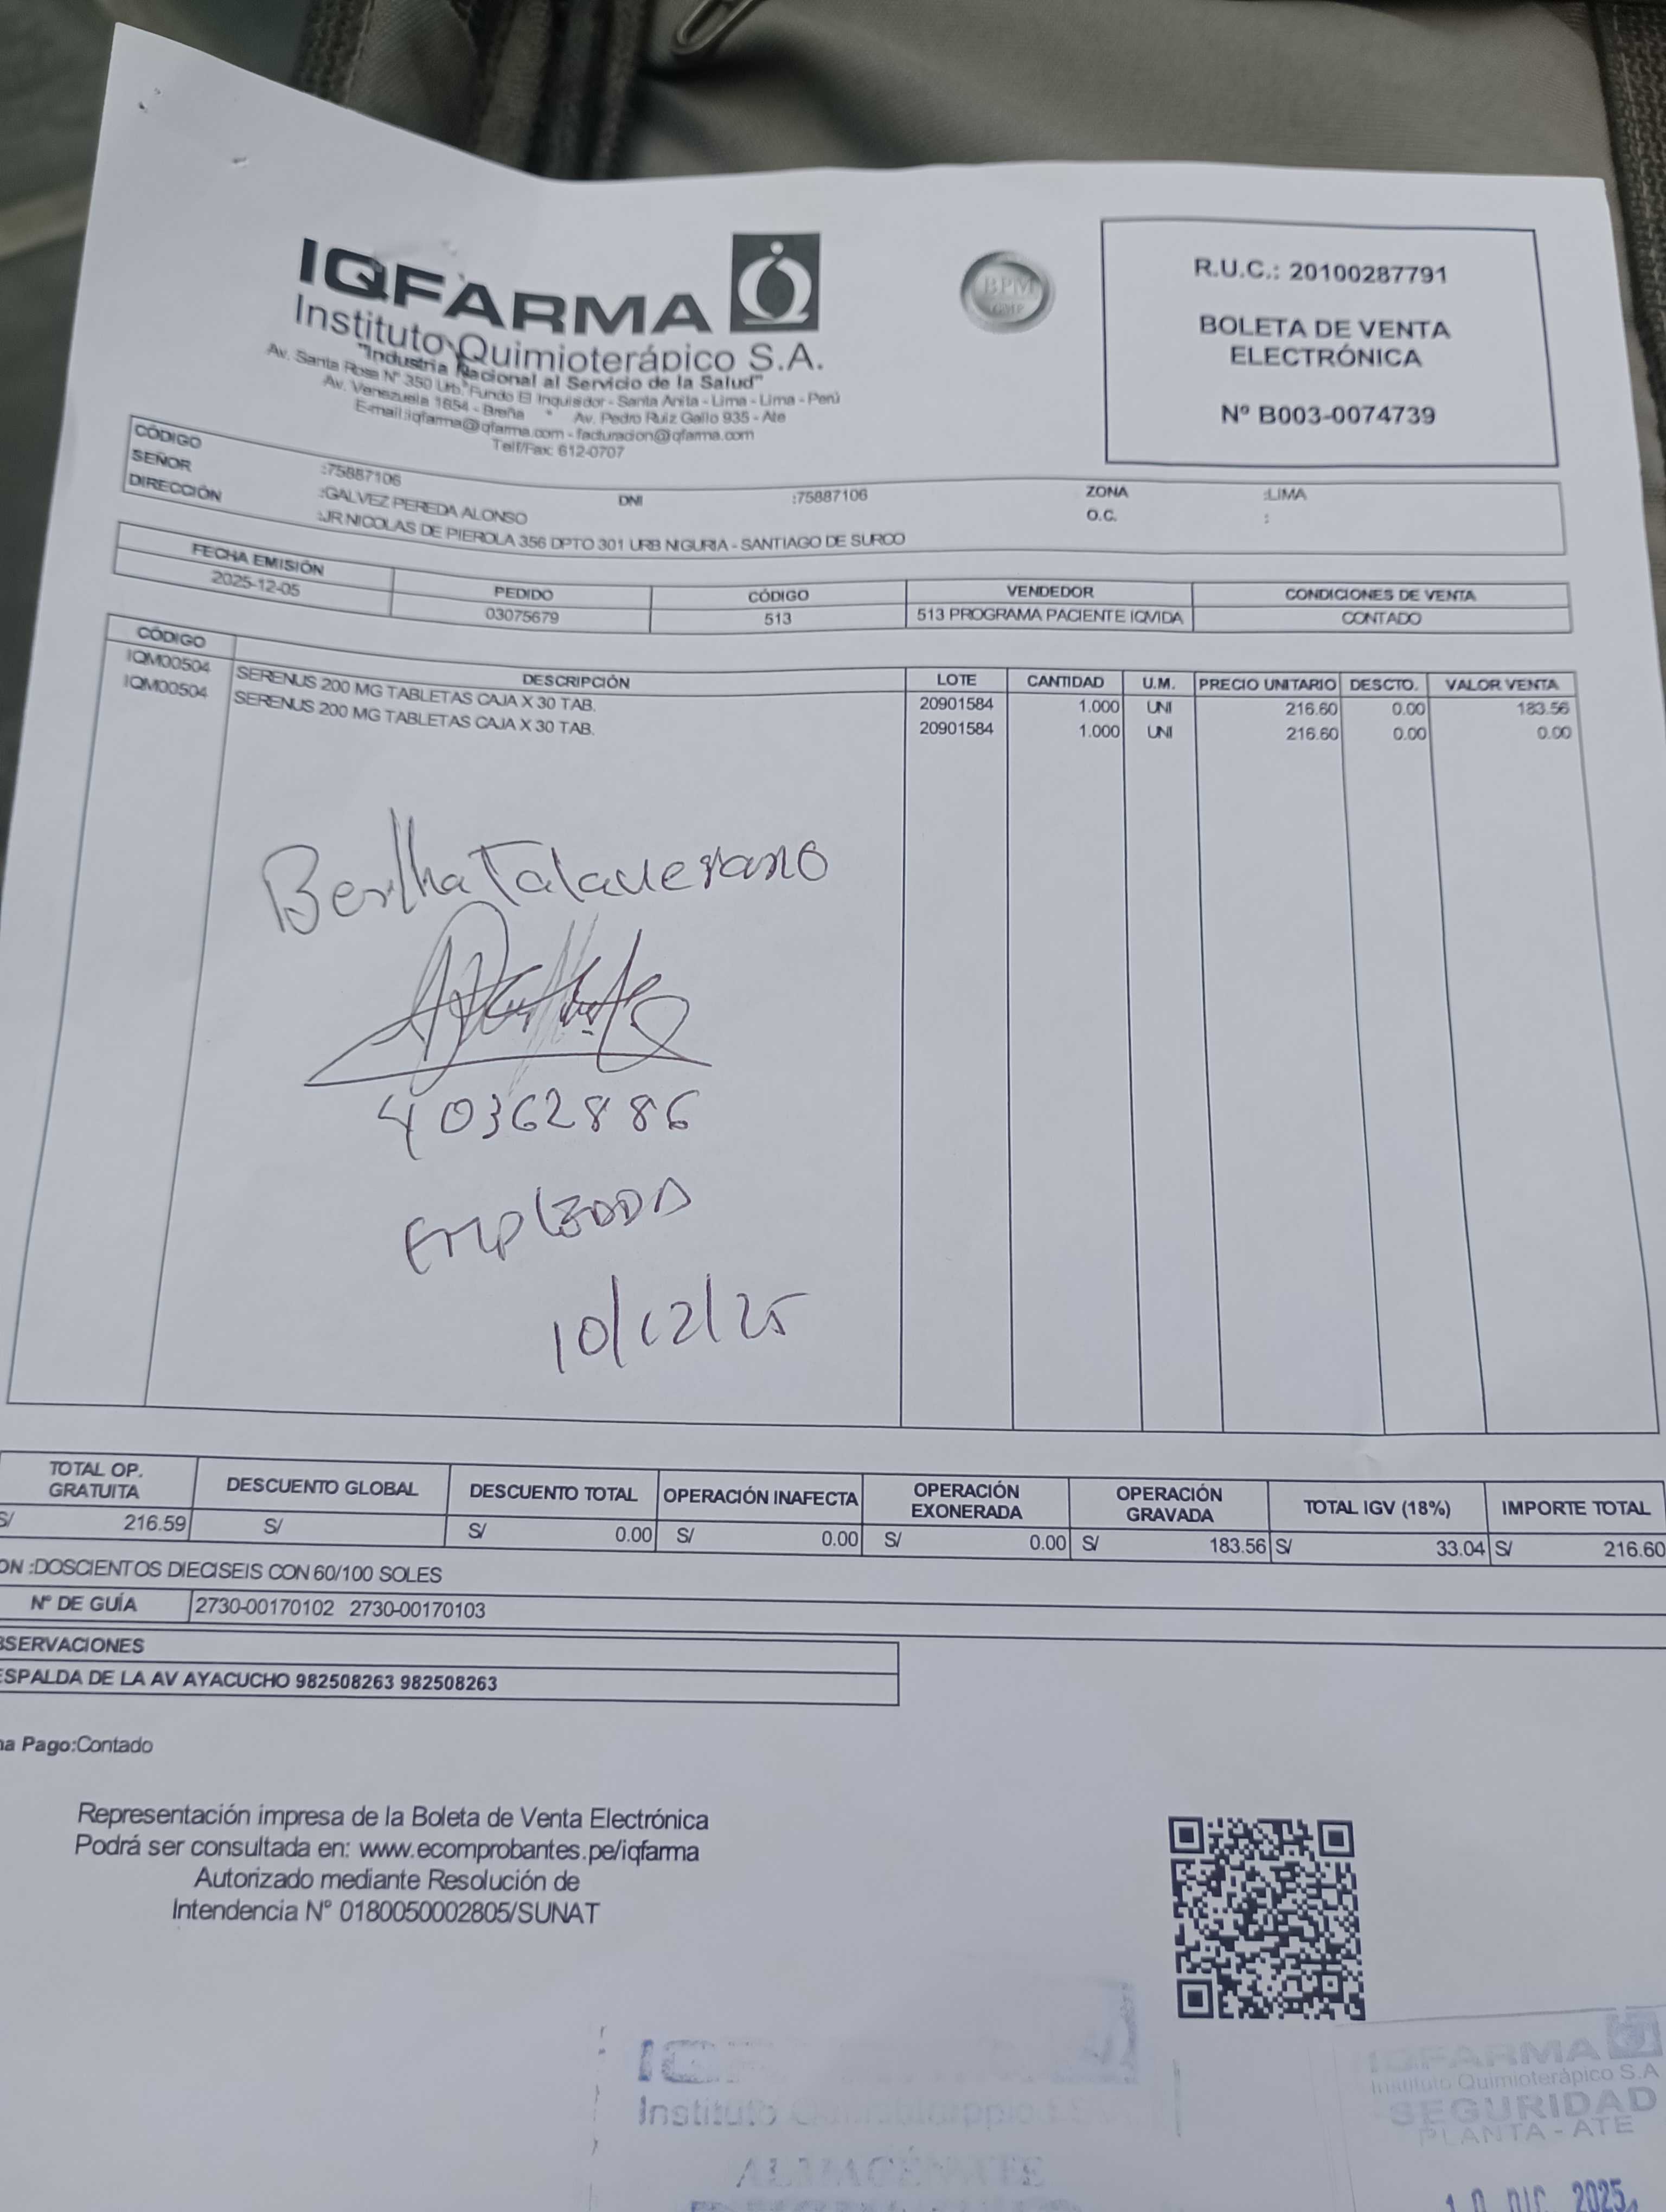 IQFARMA
Instituto Quimioterápico S.A.
"Industria Nacional al Servicio de la Salud"
Av. Santa Rosa N° 350 Urb. Fundo El Inquisidor - Santa Anita - Lima - Lima - Perú
Av. Venezuela 1654 - Breña * Av. Pedro Ruiz Gallo 935 - Ate
E-mail:iqfarma@iqfarma.com - facturacion@iqfarma.com
Telf/Fax: 612-0707
BPM
GMP
R.U.C.: 20100287791
BOLETA DE VENTA
ELECTRÓNICA
Nº B003-0074739
CÓDIGO :75887106 DNI :75887106 ZONA :LIMA
SEÑOR :GALVEZ PEREDA ALONSO O.C. :
DIRECCIÓN :JR NICOLAS DE PIEROLA 356 DPTO 301 URB NIGURIA - SANTIAGO DE SURCO
FECHA EMISIÓN PEDIDO CÓDIGO VENDEDOR CONDICIONES DE VENTA
2025-12-05 03075679 513 513 PROGRAMA PACIENTE IQVIDA CONTADO
CÓDIGO DESCRIPCIÓN LOTE CANTIDAD U.M. PRECIO UNITARIO DESCTO. VALOR VENTA
IQM00504 SERENUS 200 MG TABLETAS CAJA X 30 TAB. 20901584 1.000 UNI 216.60 0.00 183.56
IQM00504 SERENUS 200 MG TABLETAS CAJA X 30 TAB. 20901584 1.000 UNI 216.60 0.00 0.00
Bertha Talaverano
40362886
EMPLEADA
10/12/25
TOTAL OP. GRATUITA DESCUENTO GLOBAL DESCUENTO TOTAL OPERACIÓN INAFECTA OPERACIÓN EXONERADA OPERACIÓN GRAVADA TOTAL IGV (18%) IMPORTE TOTAL
S/ 216.59 S/ S/ 0.00 S/ 0.00 S/ 0.00 S/ 183.56 S/ 33.04 S/ 216.60
ON :DOSCIENTOS DIECISEIS CON 60/100 SOLES
Nº DE GUÍA 2730-00170102 2730-00170103
BSERVACIONES
ESPALDA DE LA AV AYACUCHO 982508263 982508263
ma Pago:Contado
Representación impresa de la Boleta de Venta Electrónica
Podrá ser consultada en: www.ecomprobantes.pe/iqfarma
Autorizado mediante Resolución de
Intendencia N° 0180050002805/SUNAT
Instituto
IQFARMA
Instituto Quimioterápico S.A
SEGURIDAD
PLANTA - ATE
10 DIC. 2025